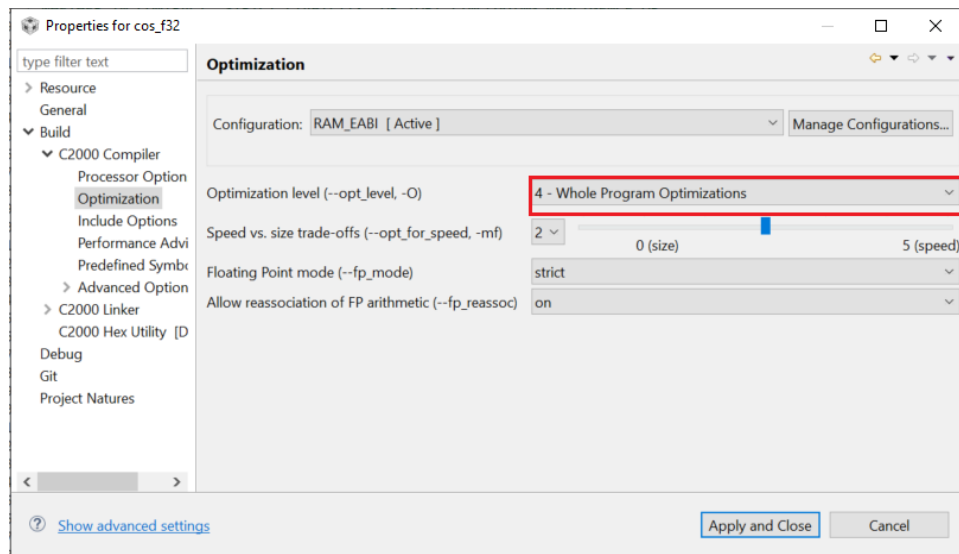 Properties for cos_f32
type filter text
Resource
General
Build
C2000 Compiler
Processor Option
Optimization
Include Options
Performance Advi
Predefined Symbo
Advanced Option
C2000 Linker
C2000 Hex Utility [D
Debug
Git
Project Natures
Optimization
Configuration: RAM_EABI [ Active ] Manage Configurations...
Optimization level (--opt_level, -O) 4 - Whole Program Optimizations
Speed vs. size trade-offs (--opt_for_speed, -mf) 2
0 (size) 5 (speed)
Floating Point mode (--fp_mode) strict
Allow reassociation of FP arithmetic (--fp_reassoc) on
Show advanced settings
Apply and Close Cancel